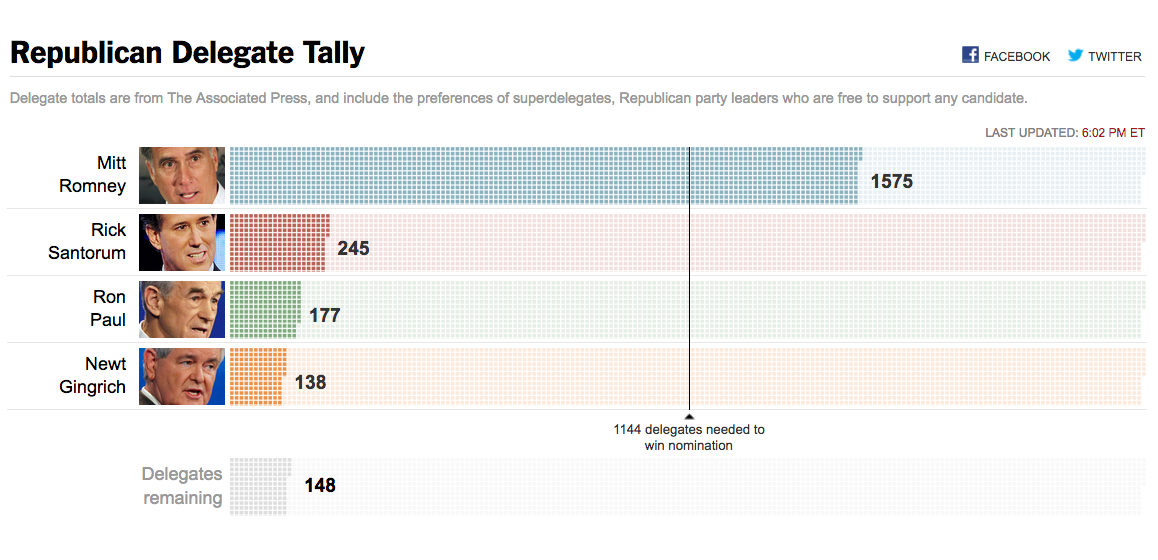 Republican Delegate Tally
FACEBOOK
TWITTER
Delegate totals are from The Associated Press, and include the preferences of superdelegates, Republican party leaders who are free to support any candidate.
LAST UPDATED: 6:02 PM ET
Mitt
Romney
1575
Rick
Santorum
245
Ron
Paul
177
Newt
Gingrich
138
1144 delegates needed to
win nomination
Delegates
remaining
148